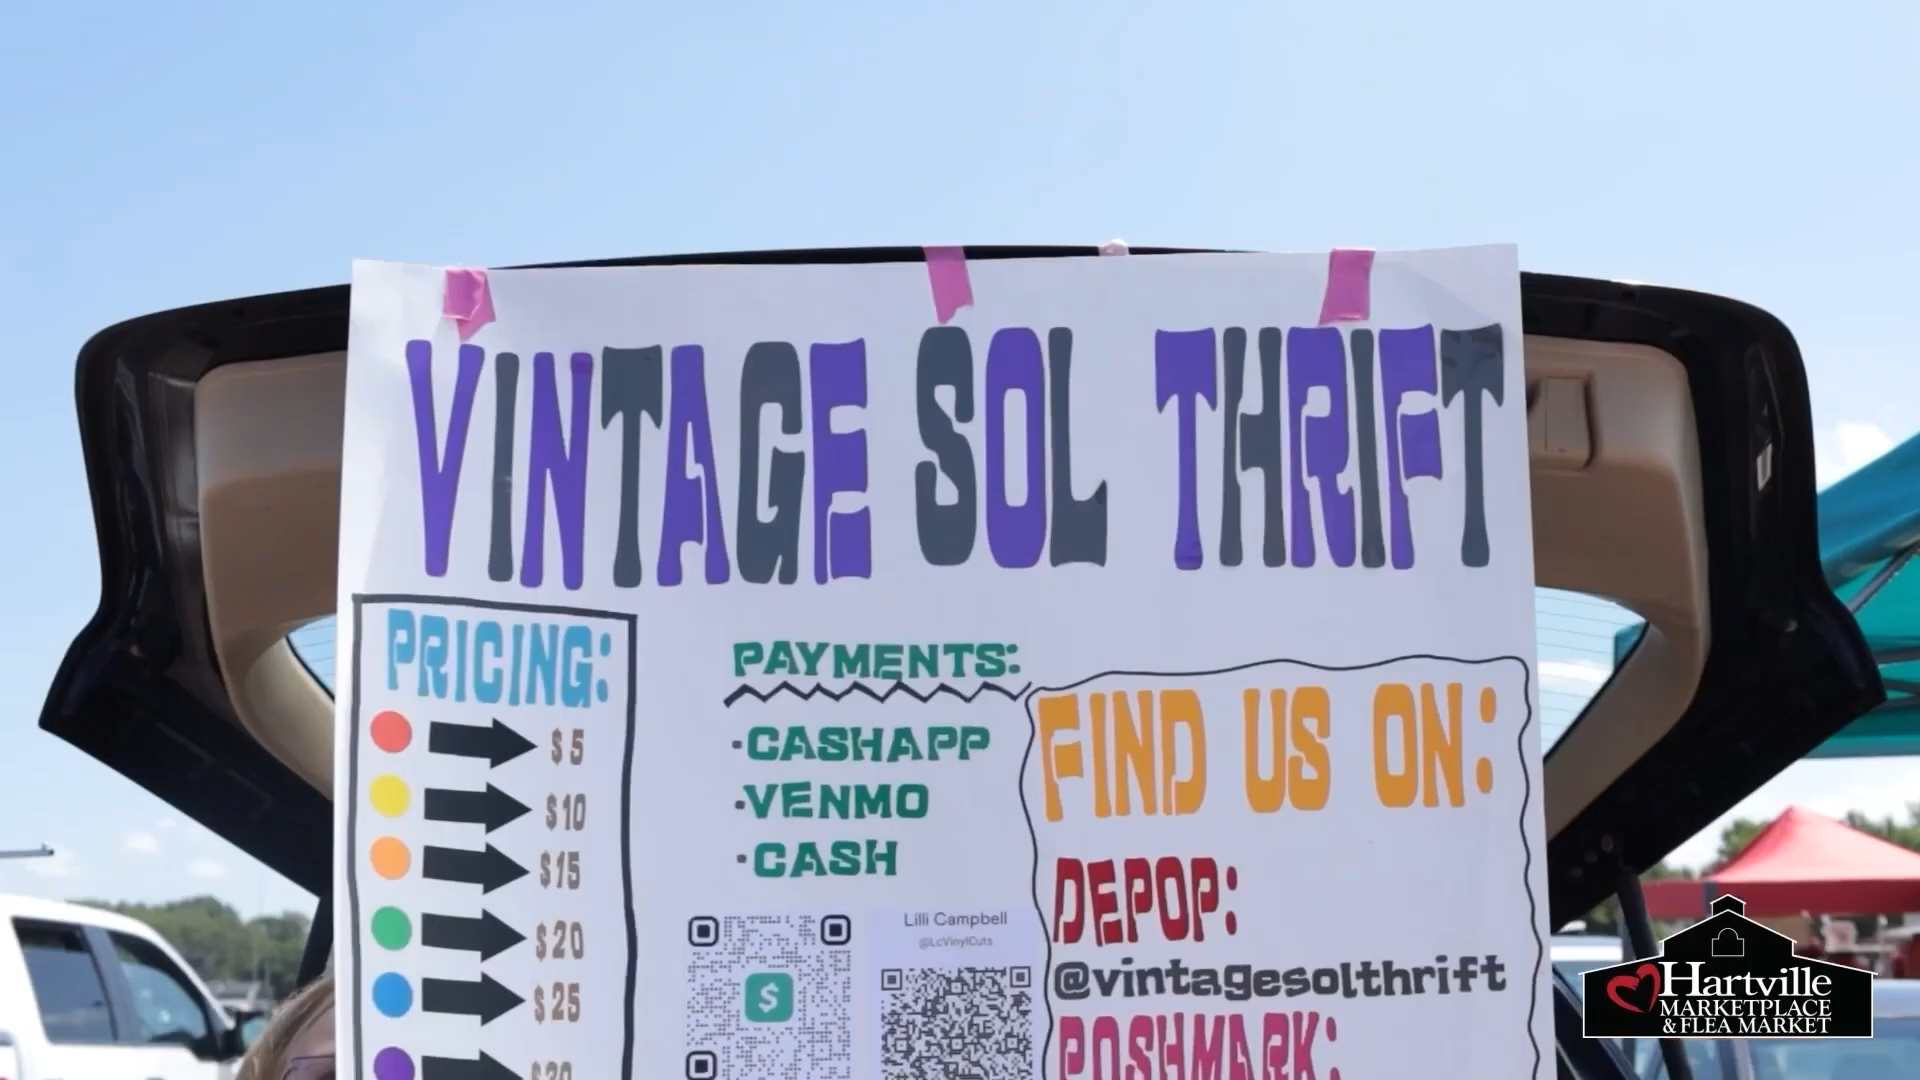 VINTAGE SOL THRIFT
PRICING:
$5
$10
$15
$20
$25
$30
PAYMENTS:
·CASHAPP
·VENMO
·CASH
$
Lilli Campbell
@LcVinylCuts
FIND US ON:
DEPOP:
@vintagesolthrift
POSHMARK:
Hartville
MARKETPLACE
& FLEA MARKET